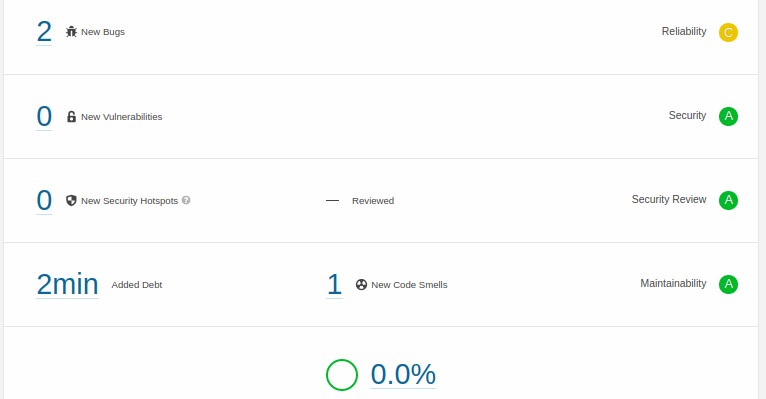 2 New Bugs Reliability C
0 New Vulnerabilities Security A
0 New Security Hotspots ? — Reviewed Security Review A
2min Added Debt 1 New Code Smells Maintainability A
0.0%